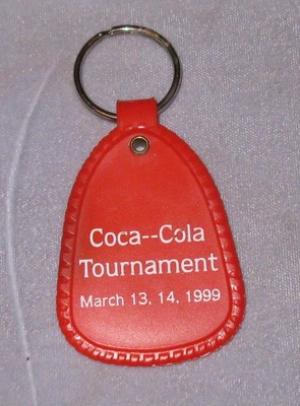 Coca--Cola
Tournament
March 13, 14, 1999